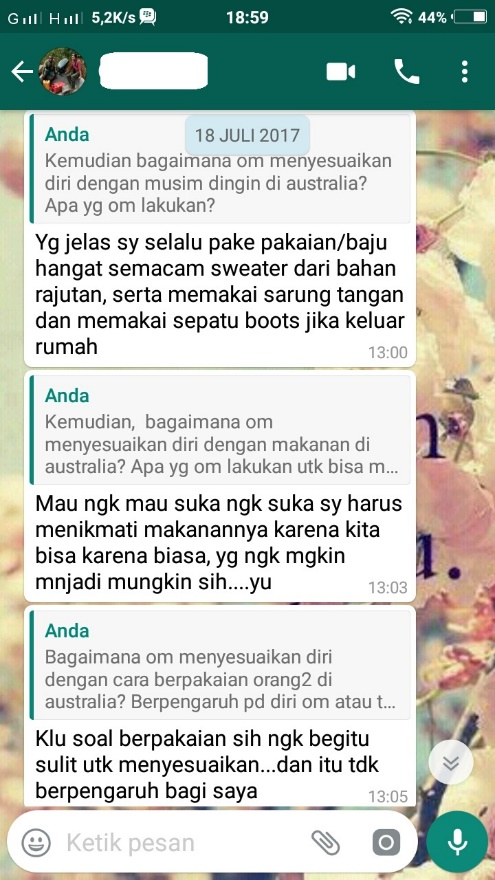 G H 5,2K/s 18:59 44%
Anda
18 JULI 2017
Kemudian bagaimana om menyesuaikan
diri dengan musim dingin di australia?
Apa yg om lakukan?
Yg jelas sy selalu pake pakaian/baju
hangat semacam sweater dari bahan
rajutan, serta memakai sarung tangan
dan memakai sepatu boots jika keluar
rumah
13:00
Anda
Kemudian, bagaimana om
menyesuaikan diri dengan makanan di
australia? Apa yg om lakukan utk bisa m...
Mau ngk mau suka ngk suka sy harus
menikmati makanannya karena kita
bisa karena biasa, yg ngk mgkin
mnjadi mungkin sih....yu
13:03
Anda
Bagaimana om menyesuaikan diri
dengan cara berpakaian orang2 di
australia? Berpengaruh pd diri om atau t...
Klu soal berpakaian sih ngk begitu
sulit utk menyesuaikan...dan itu tdk
berpengaruh bagi saya
13:05
Ketik pesan